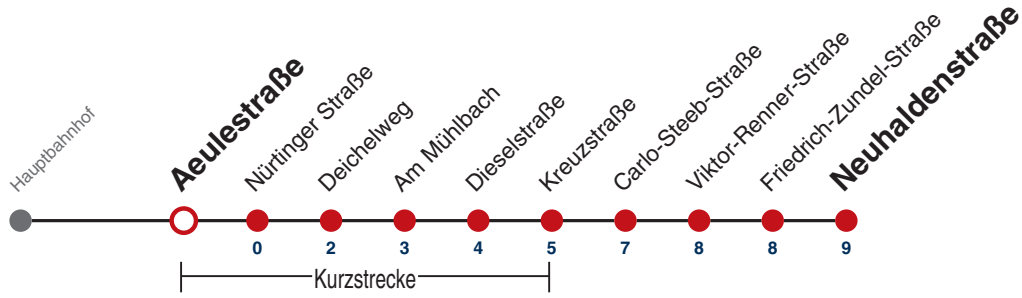 Hauptbahnhof
Aeulestraße
Nürtinger Straße
Deichelweg
Am Mühlbach
Dieselstraße
Kreuzstraße
Carlo-Steeb-Straße
Viktor-Renner-Straße
Friedrich-Zundel-Straße
Neuhaldenstraße
0 2 3 4 5 7 8 8 9
Kurzstrecke